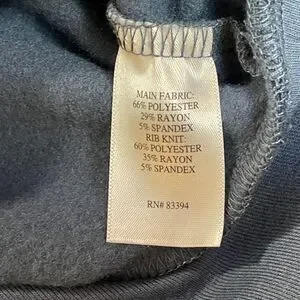 MAIN FABRIC:
66% POLYESTER
29% RAYON
5% SPANDEX
RIB KNIT:
60% POLYESTER
35% RAYON
5% SPANDEX
RN# 83394